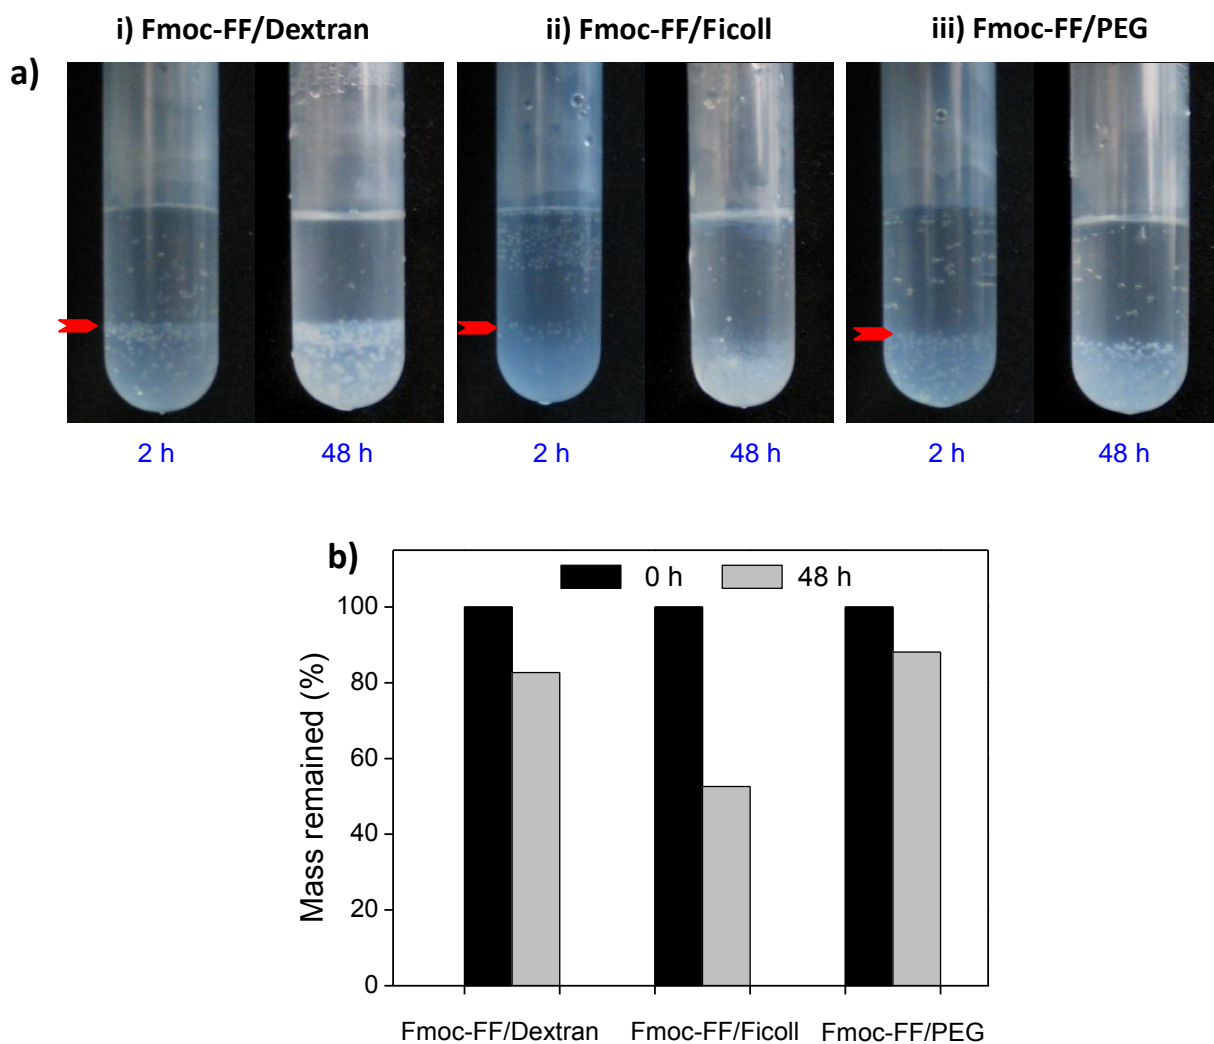 i) Fmoc-FF/Dextran ii) Fmoc-FF/Ficoll iii) Fmoc-FF/PEG
a)
2 h 48 h 2 h 48 h 2 h 48 h
b)
0 h 48 h
Mass remained (%)
100
80
60
40
20
0
Fmoc-FF/Dextran Fmoc-FF/Ficoll Fmoc-FF/PEG